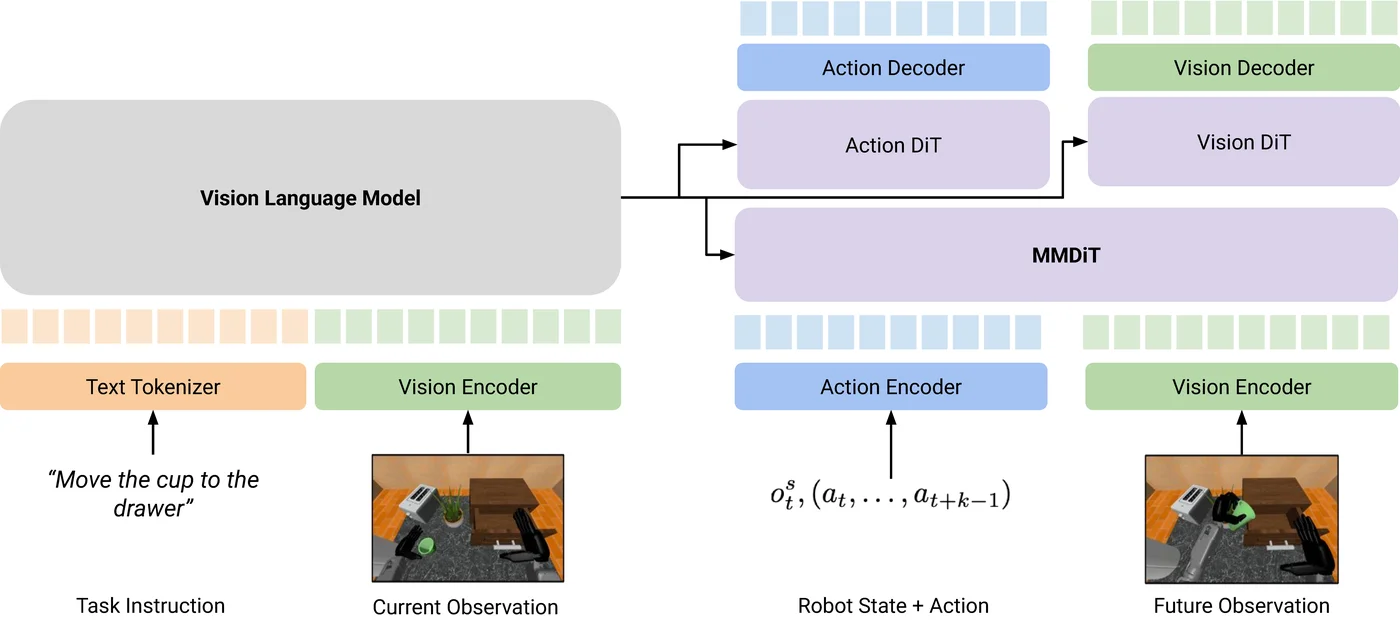 Action Decoder
Vision Decoder
Vision Language Model
Action DiT
Vision DiT
MMDiT
Text Tokenizer
Vision Encoder
Action Encoder
Vision Encoder
“Move the cup to the
drawer”
o_t^s, (a_t, . . . , a_{t+k−1})
Task Instruction
Current Observation
Robot State + Action
Future Observation